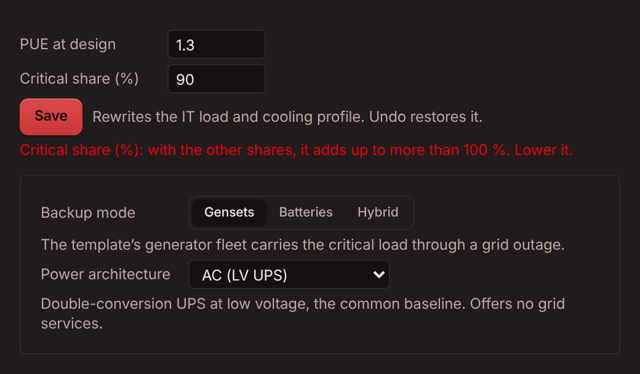 PUE at design 1.3
Critical share (%) 90
Save Rewrites the IT load and cooling profile. Undo restores it.
Critical share (%): with the other shares, it adds up to more than 100 %. Lower it.
Backup mode Gensets Batteries Hybrid
The template’s generator fleet carries the critical load through a grid outage.
Power architecture AC (LV UPS)
Double-conversion UPS at low voltage, the common baseline. Offers no grid
services.